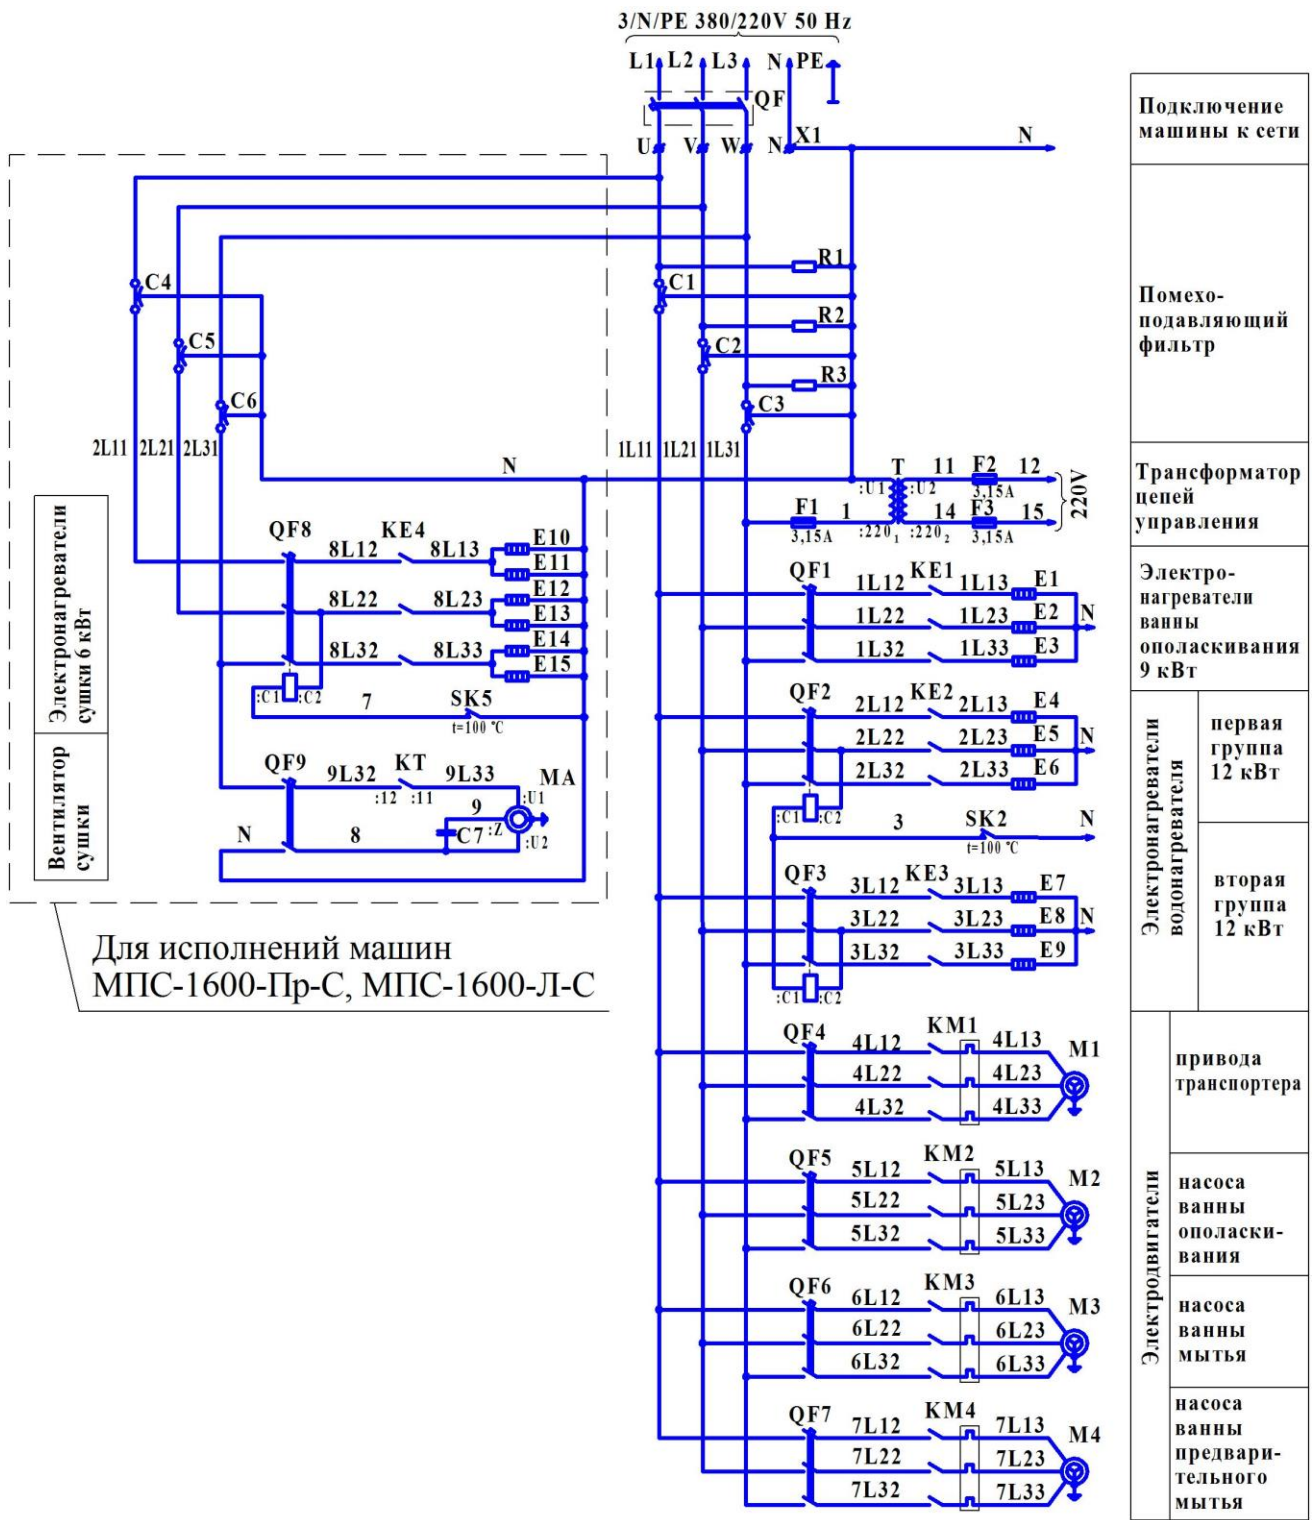 3/N/PE 380/220V 50 Hz
L1 L2 L3 N PE
QF
U V W N X1 N
Подключение
машины к сети
R1
C4 C1
R2
C5 C2
R3
C6 C3
Помехо-
подавляющий
фильтр
2L11 2L21 2L31 N 1L11 1L21 1L31
T 11 F2 12
:U1 :U2 3,15A
F1 1 14 F3 15
3,15A :220₁ :220₂ 3,15A
220V
Трансформатор
цепей
управления
Электронагреватели
сушки 6 кВт
QF8 KE4
8L12 8L13 E10
E11
8L22 8L23 E12
E13
8L32 8L33 E14
E15
:C1 :C2
7 SK5
t=100 °C
Вентилятор
сушки
QF9 9L32 KT 9L33 MA
:12 :11 :U1
9 :Z
N 8 C7 :U2
Для исполнений машин
МПС-1600-Пр-С, МПС-1600-Л-С
QF1 1L12 KE1 1L13 E1
1L22 1L23 E2 N
1L32 1L33 E3
Электро-
нагреватели
ванны
ополаскивания
9 кВт
QF2 2L12 KE2 2L13 E4
2L22 2L23 E5 N
2L32 2L33 E6
:C1 :C2
3 SK2 N
t=100 °C
Электронагреватели
водонагревателя
первая
группа
12 кВт
QF3 3L12 KE3 3L13 E7
3L22 3L23 E8 N
3L32 3L33 E9
:C1 :C2
вторая
группа
12 кВт
QF4 4L12 KM1 4L13 M1
4L22 4L23
4L32 4L33
Электродвигатели
привода
транспортера
QF5 5L12 KM2 5L13 M2
5L22 5L23
5L32 5L33
насоса
ванны
ополаски-
вания
QF6 6L12 KM3 6L13 M3
6L22 6L23
6L32 6L33
насоса
ванны
мытья
QF7 7L12 KM4 7L13 M4
7L22 7L23
7L32 7L33
насоса
ванны
предвари-
тельного
мытья